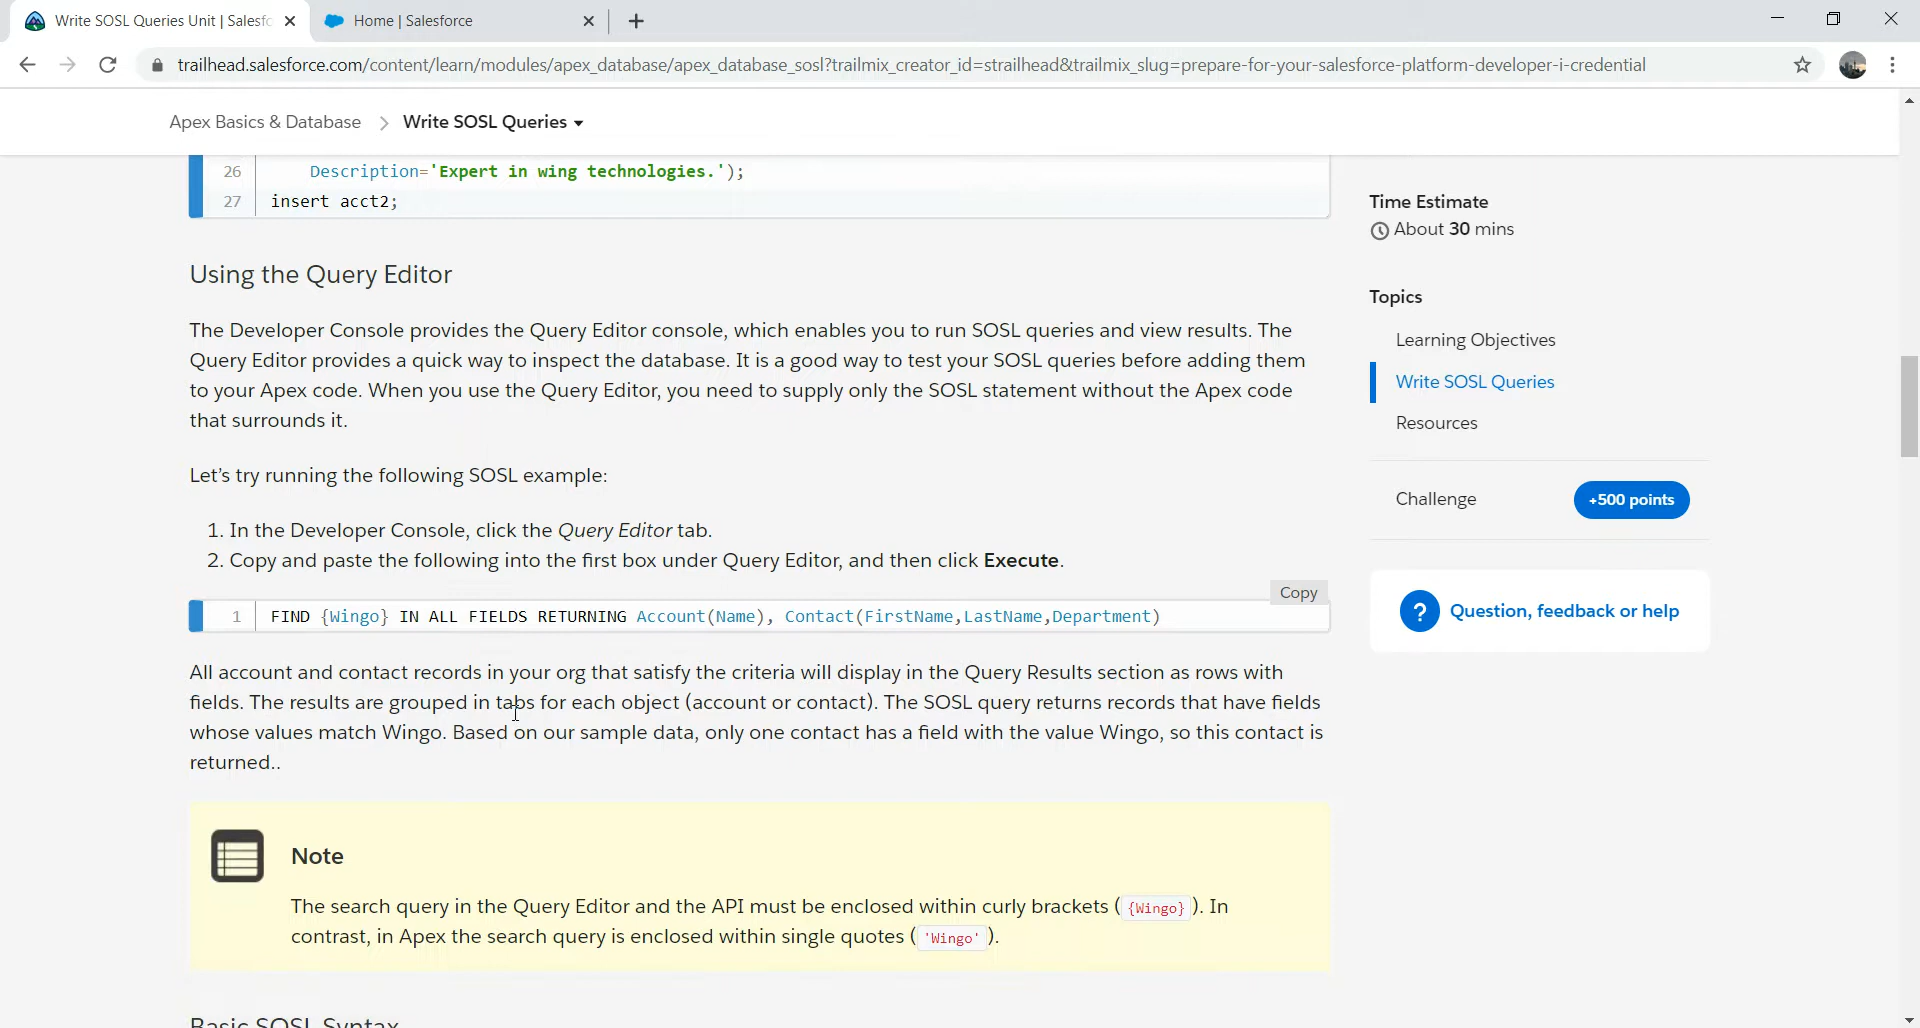 Write SOSL Queries Unit | Salesfo
Home | Salesforce
trailhead.salesforce.com/content/learn/modules/apex_database/apex_database_sosl?trailmix_creator_id=strailhead&trailmix_slug=prepare-for-your-salesforce-platform-developer-i-credential
Apex Basics & Database > Write SOSL Queries
26 Description='Expert in wing technologies.');
27 insert acct2;
Using the Query Editor
The Developer Console provides the Query Editor console, which enables you to run SOSL queries and view results. The
Query Editor provides a quick way to inspect the database. It is a good way to test your SOSL queries before adding them
to your Apex code. When you use the Query Editor, you need to supply only the SOSL statement without the Apex code
that surrounds it.
Let's try running the following SOSL example:
1. In the Developer Console, click the Query Editor tab.
2. Copy and paste the following into the first box under Query Editor, and then click Execute.
Copy
1 FIND {Wingo} IN ALL FIELDS RETURNING Account(Name), Contact(FirstName,LastName,Department)
All account and contact records in your org that satisfy the criteria will display in the Query Results section as rows with
fields. The results are grouped in tabs for each object (account or contact). The SOSL query returns records that have fields
whose values match Wingo. Based on our sample data, only one contact has a field with the value Wingo, so this contact is
returned..
Note
The search query in the Query Editor and the API must be enclosed within curly brackets ( {Wingo} ). In
contrast, in Apex the search query is enclosed within single quotes ( 'Wingo' ).
Basic SOSL Syntax
Time Estimate
About 30 mins
Topics
Learning Objectives
Write SOSL Queries
Resources
Challenge
+500 points
? Question, feedback or help